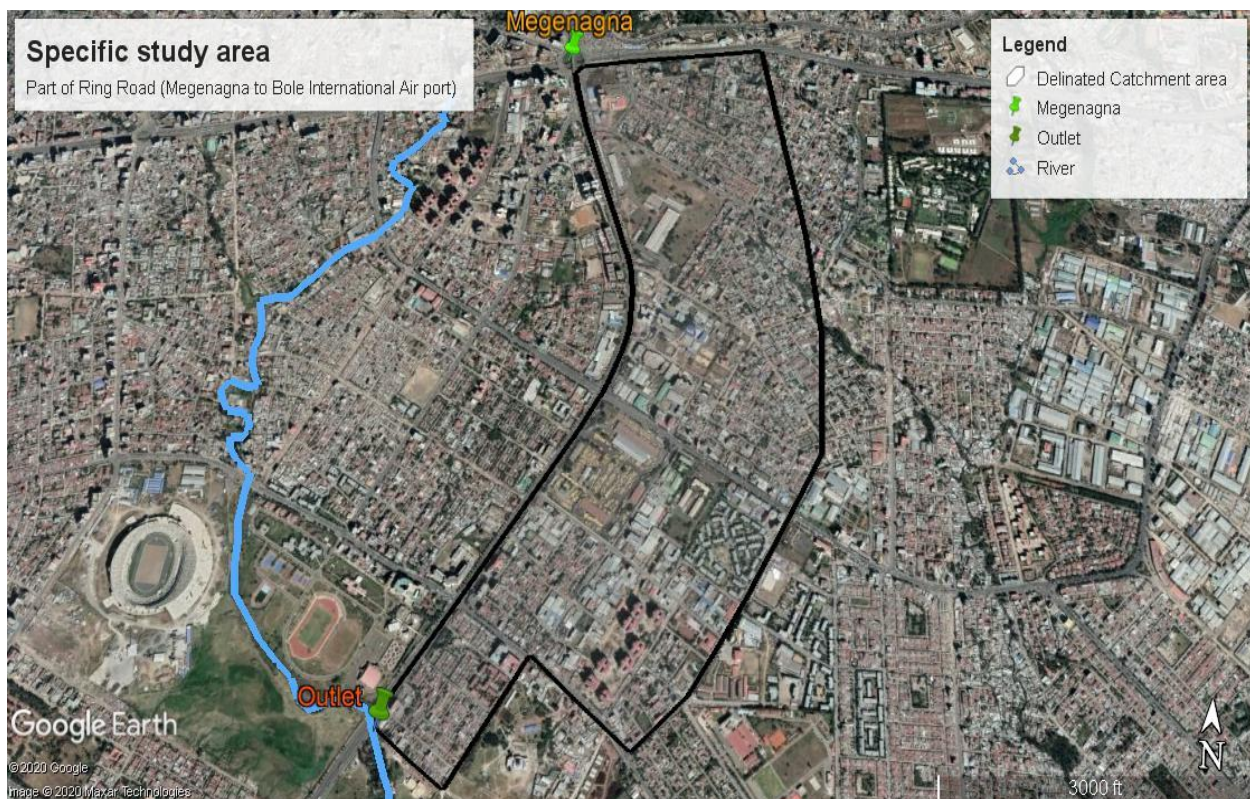 Megenagna
Specific study area
Part of Ring Road (Megenagna to Bole International Air port)
Legend
Delinated Catchment area
Megenagna
Outlet
River
Outlet
Google Earth
© 2020 Google
Image © 2020 Maxar Technologies
N
3000 ft